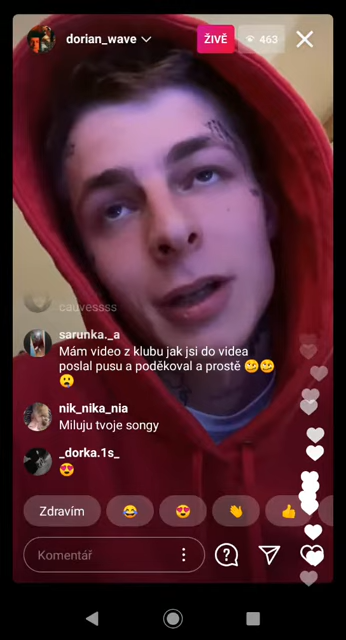 dorian_wave
ŽIVĚ
463
cauvessss
sarunka._a
Mám video z klubu jak jsi do videa
poslal pusu a poděkoval a prostě
nik_nika_nia
Miluju tvoje songy
_dorka.1s_
Zdravím
Komentář